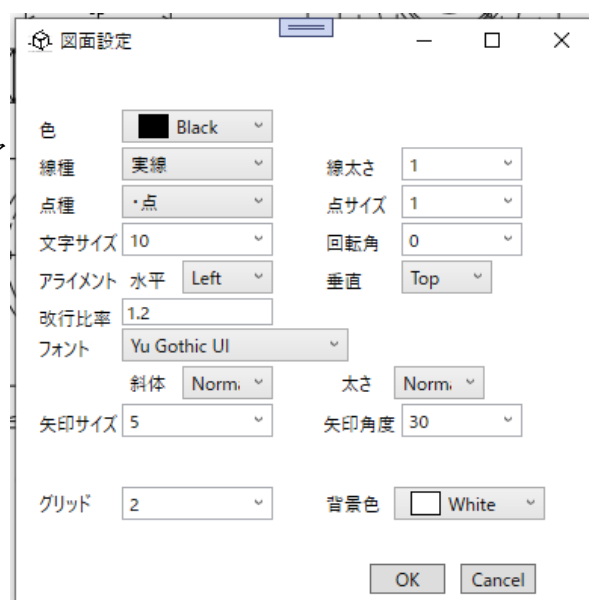 図面設定
色 Black
線種 実線 線太さ 1
点種 ・点 点サイズ 1
文字サイズ 10 回転角 0
アライメント 水平 Left 垂直 Top
改行比率 1.2
フォント Yu Gothic UI
斜体 Norm 太さ Norm
矢印サイズ 5 矢印角度 30
グリッド 2 背景色 White
OK Cancel